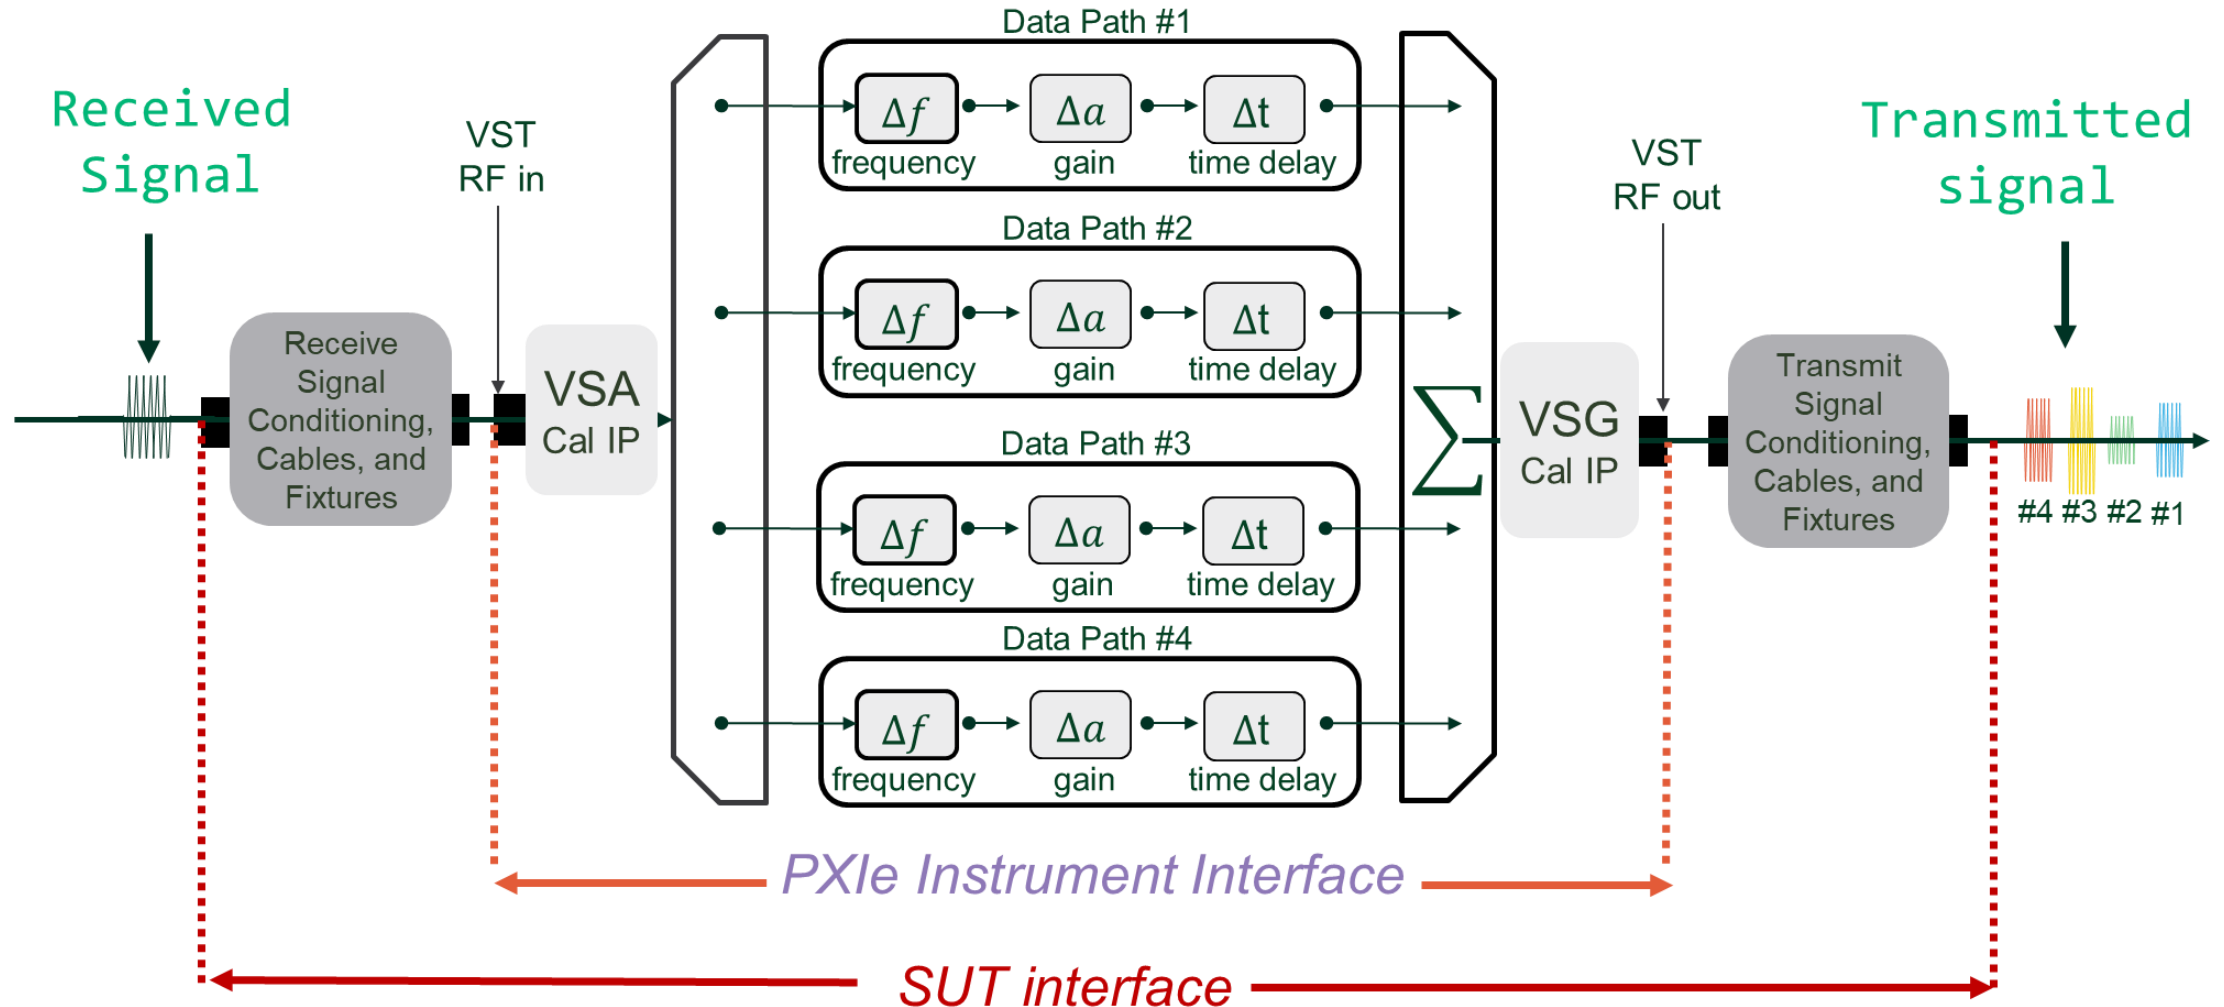 Received
Signal
VST
RF in
Receive
Signal
Conditioning,
Cables, and
Fixtures
VSA
Cal IP
Data Path #1
Δf
Δa
Δt
frequency
gain
time delay
Data Path #2
Δf
Δa
Δt
frequency
gain
time delay
Data Path #3
Δf
Δa
Δt
frequency
gain
time delay
Data Path #4
Δf
Δa
Δt
frequency
gain
time delay
∑
VSG
Cal IP
VST
RF out
Transmit
Signal
Conditioning,
Cables, and
Fixtures
Transmitted
signal
#4 #3 #2 #1
PXIe Instrument Interface
SUT interface